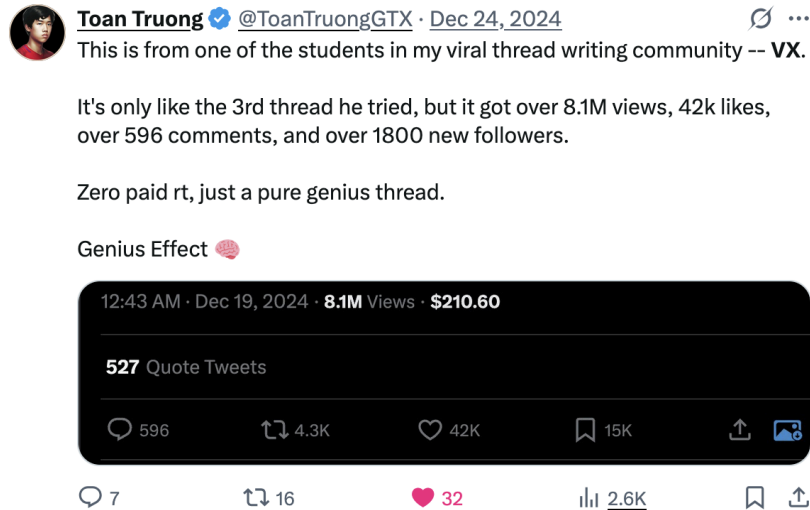 Toan Truong @ToanTruongGTX · Dec 24, 2024
This is from one of the students in my viral thread writing community -- VX.
It's only like the 3rd thread he tried, but it got over 8.1M views, 42k likes,
over 596 comments, and over 1800 new followers.
Zero paid rt, just a pure genius thread.
Genius Effect 🧠
12:43 AM · Dec 19, 2024 · 8.1M Views · $210.60
527 Quote Tweets
596 4.3K 42K 15K
7 16 32 2.6K